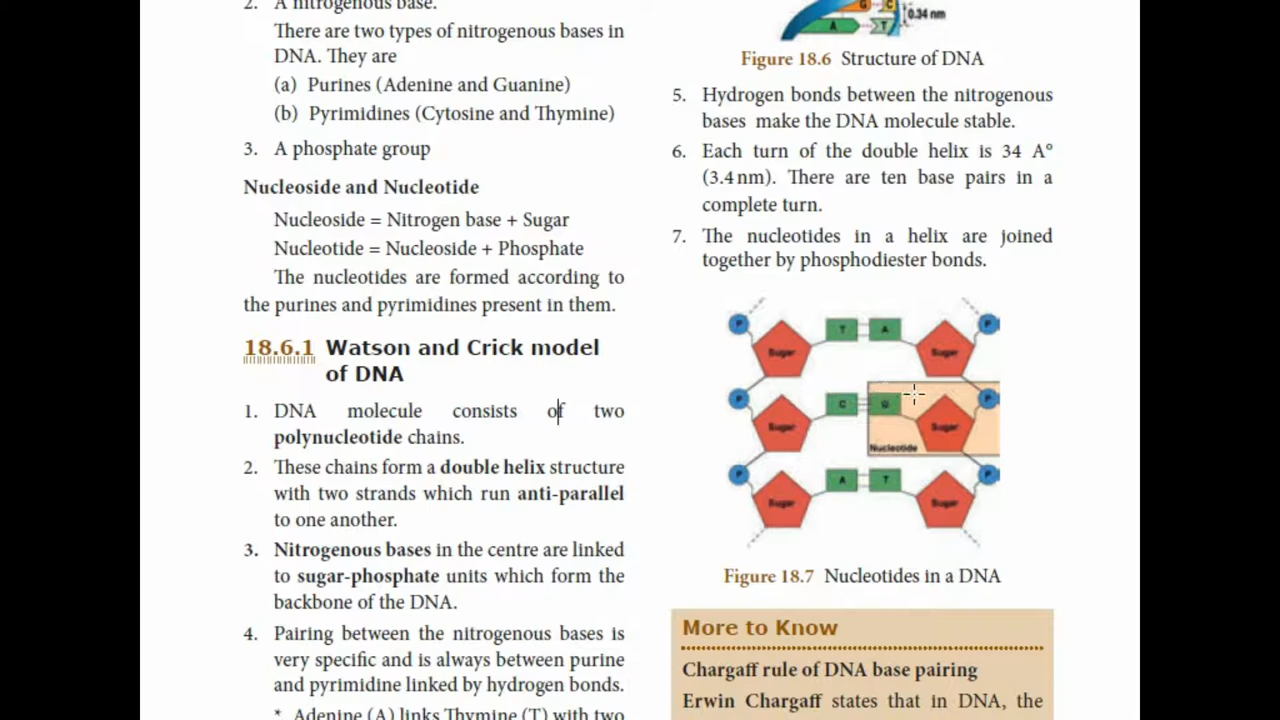 2. A nitrogenous base.
There are two types of nitrogenous bases in
DNA. They are
(a) Purines (Adenine and Guanine)
(b) Pyrimidines (Cytosine and Thymine)
3. A phosphate group
Nucleoside and Nucleotide
Nucleoside = Nitrogen base + Sugar
Nucleotide = Nucleoside + Phosphate
The nucleotides are formed according to
the purines and pyrimidines present in them.
18.6.1 Watson and Crick model
of DNA
1. DNA molecule consists of two
polynucleotide chains.
2. These chains form a double helix structure
with two strands which run anti-parallel
to one another.
3. Nitrogenous bases in the centre are linked
to sugar-phosphate units which form the
backbone of the DNA.
4. Pairing between the nitrogenous bases is
very specific and is always between purine
and pyrimidine linked by hydrogen bonds.
* Adenine (A) links Thymine (T) with two
G C
0.34 nm
A T
Figure 18.6 Structure of DNA
5. Hydrogen bonds between the nitrogenous
bases make the DNA molecule stable.
6. Each turn of the double helix is 34 A°
(3.4 nm). There are ten base pairs in a
complete turn.
7. The nucleotides in a helix are joined
together by phosphodiester bonds.
P T A P
Sugar Sugar
P C G P
Sugar Sugar
Nucleotide
P A T P
Sugar Sugar
Figure 18.7 Nucleotides in a DNA
More to Know
Chargaff rule of DNA base pairing
Erwin Chargaff states that in DNA, the